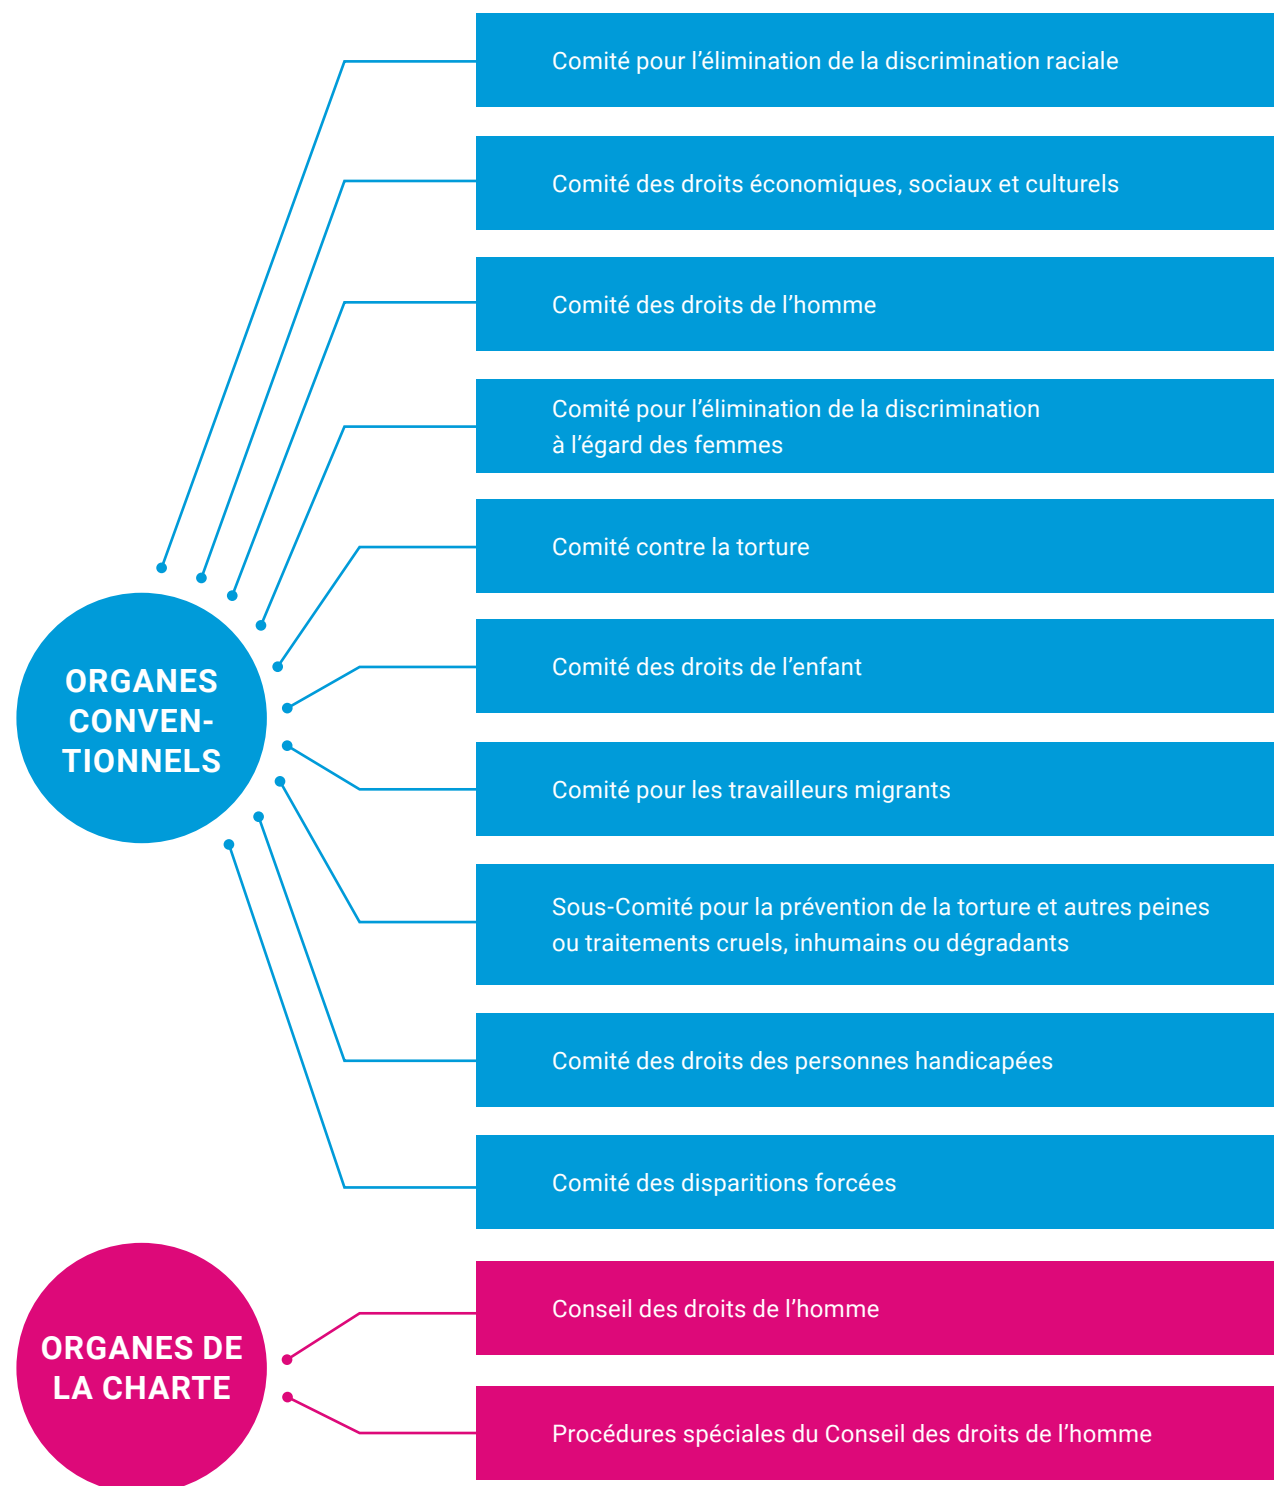 Comité pour l’élimination de la discrimination raciale
Comité des droits économiques, sociaux et culturels
Comité des droits de l’homme
Comité pour l’élimination de la discrimination
à l’égard des femmes
Comité contre la torture
ORGANES
CONVEN-
TIONNELS
Comité des droits de l’enfant
Comité pour les travailleurs migrants
Sous-Comité pour la prévention de la torture et autres peines
ou traitements cruels, inhumains ou dégradants
Comité des droits des personnes handicapées
Comité des disparitions forcées
ORGANES DE
LA CHARTE
Conseil des droits de l’homme
Procédures spéciales du Conseil des droits de l’homme